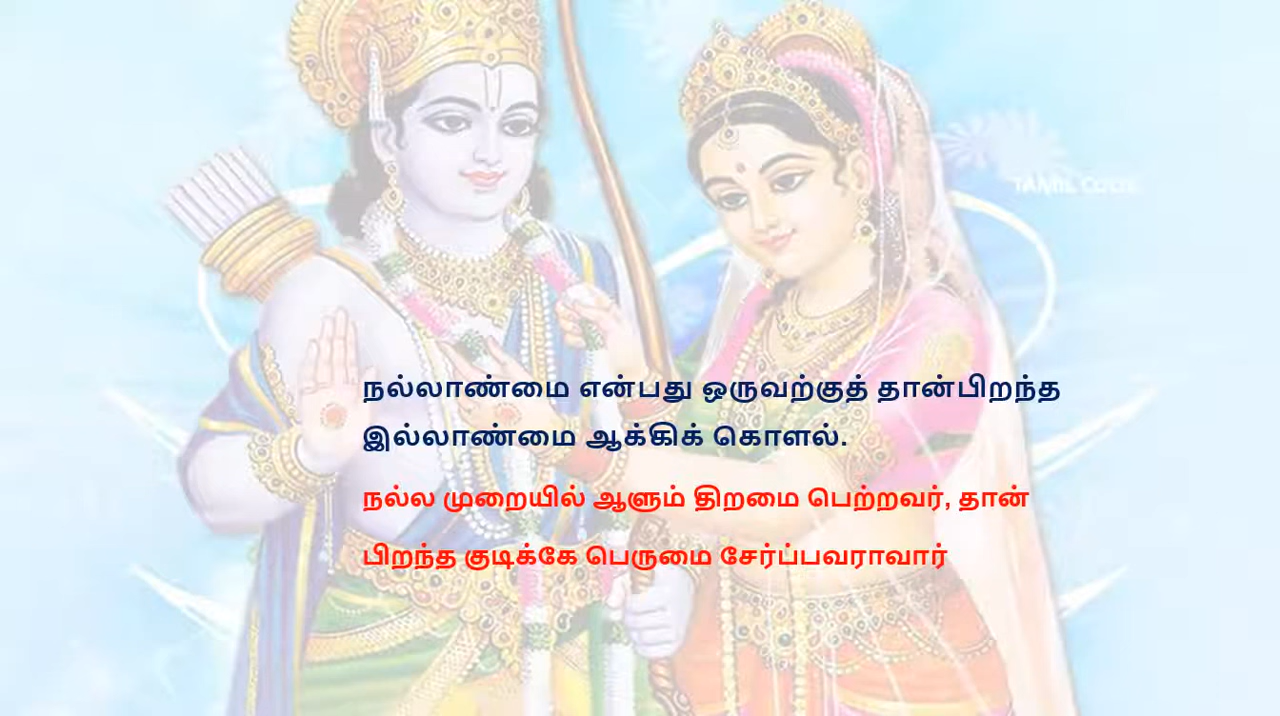 நல்லாண்மை என்பது ஒருவற்குத் தான்பிறந்த
இல்லாண்மை ஆக்கிக் கொளல்.
நல்ல முறையில் ஆளும் திறமை பெற்றவர், தான்
பிறந்த குடிக்கே பெருமை சேர்ப்பவராவார்